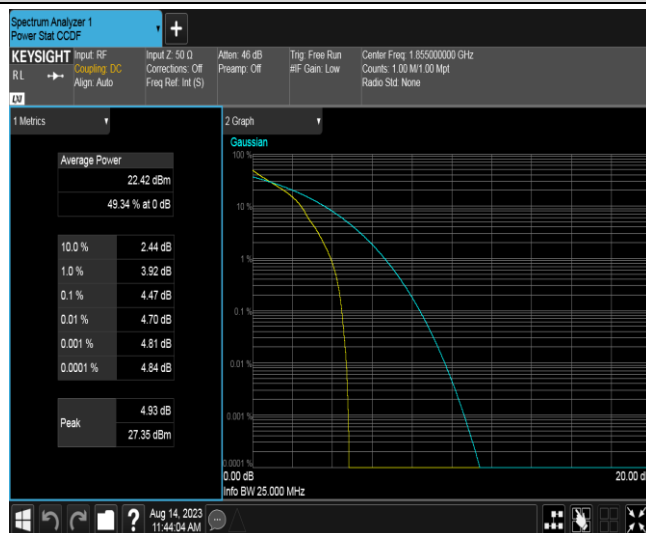 Spectrum Analyzer 1
Power Stat CCDF
+
KEYSIGHT
RL
LXI
Input: RF
Coupling: DC
Align: Auto
Input Z: 50 Ω
Corrections: Off
Freq Ref: Int (S)
Atten: 46 dB
Preamp: Off
Trig: Free Run
#IF Gain: Low
Center Freq: 1.855000000 GHz
Counts: 1.00 M/1.00 Mpt
Radio Std: None
1 Metrics
Average Power
22.42 dBm
49.34 % at 0 dB
10.0 % 2.44 dB
1.0 % 3.92 dB
0.1 % 4.47 dB
0.01 % 4.70 dB
0.001 % 4.81 dB
0.0001 % 4.84 dB
Peak
4.93 dB
27.35 dBm
2 Graph
Gaussian
100 %
10 %
1 %
0.1 %
0.01 %
0.001 %
0.0001 %
0.00 dB
20.00 d
Info BW 25.000 MHz
?
Aug 14, 2023
11:44:04 AM